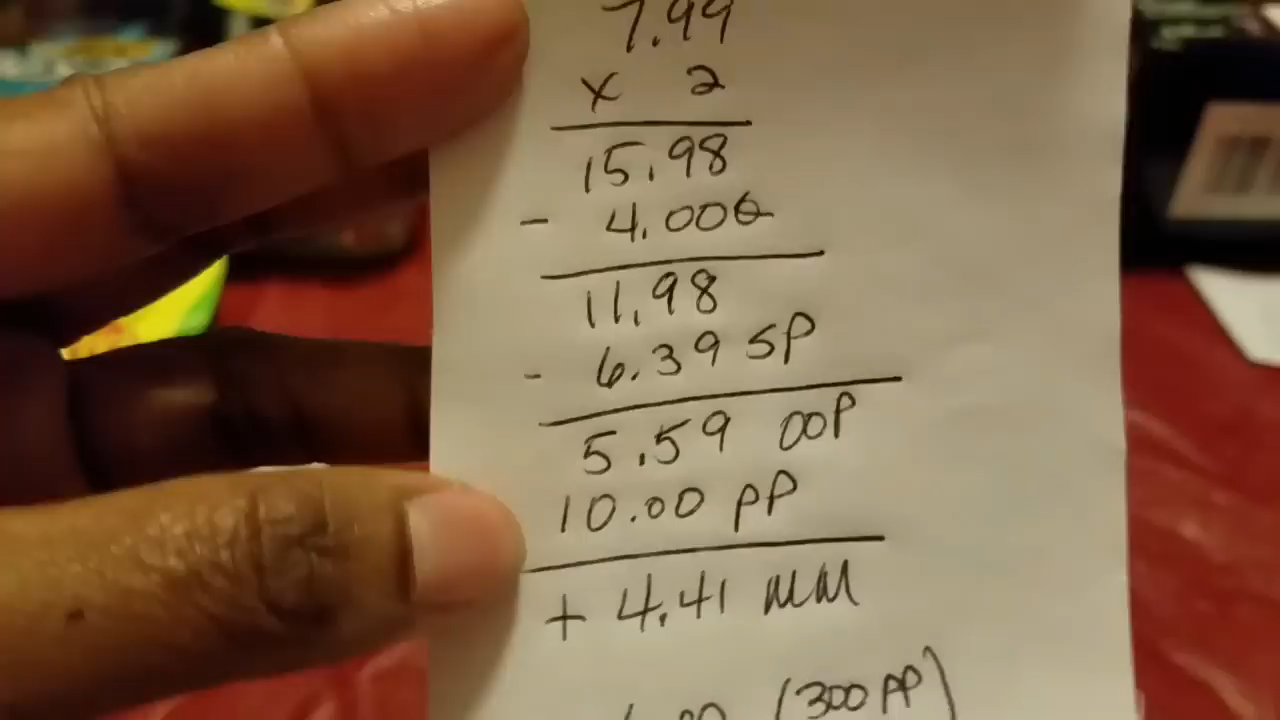 7.99
x 2
15.98
- 4.00
11.98
- 6.39 SP
5.59 OOP
10.00 PP
+ 4.41 MM
(300 PP)